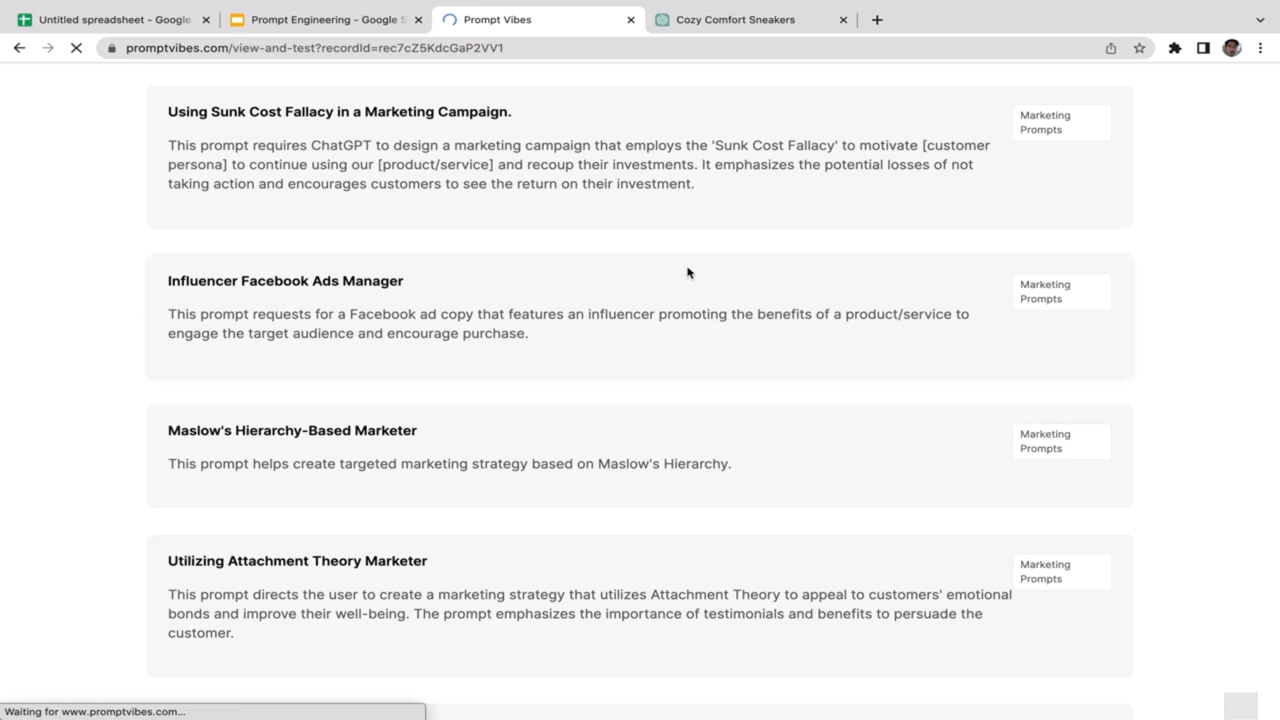 Untitled spreadsheet - Google
Prompt Engineering - Google S
Prompt Vibes
Cozy Comfort Sneakers
promptvibes.com/view-and-test?recordId=rec7cZ5KdcGaP2VV1
Using Sunk Cost Fallacy in a Marketing Campaign.
Marketing
Prompts
This prompt requires ChatGPT to design a marketing campaign that employs the 'Sunk Cost Fallacy' to motivate [customer
persona] to continue using our [product/service] and recoup their investments. It emphasizes the potential losses of not
taking action and encourages customers to see the return on their investment.
Influencer Facebook Ads Manager
Marketing
Prompts
This prompt requests for a Facebook ad copy that features an influencer promoting the benefits of a product/service to
engage the target audience and encourage purchase.
Maslow's Hierarchy-Based Marketer
Marketing
Prompts
This prompt helps create targeted marketing strategy based on Maslow's Hierarchy.
Utilizing Attachment Theory Marketer
Marketing
Prompts
This prompt directs the user to create a marketing strategy that utilizes Attachment Theory to appeal to customers' emotional
bonds and improve their well-being. The prompt emphasizes the importance of testimonials and benefits to persuade the
customer.
Waiting for www.promptvibes.com...